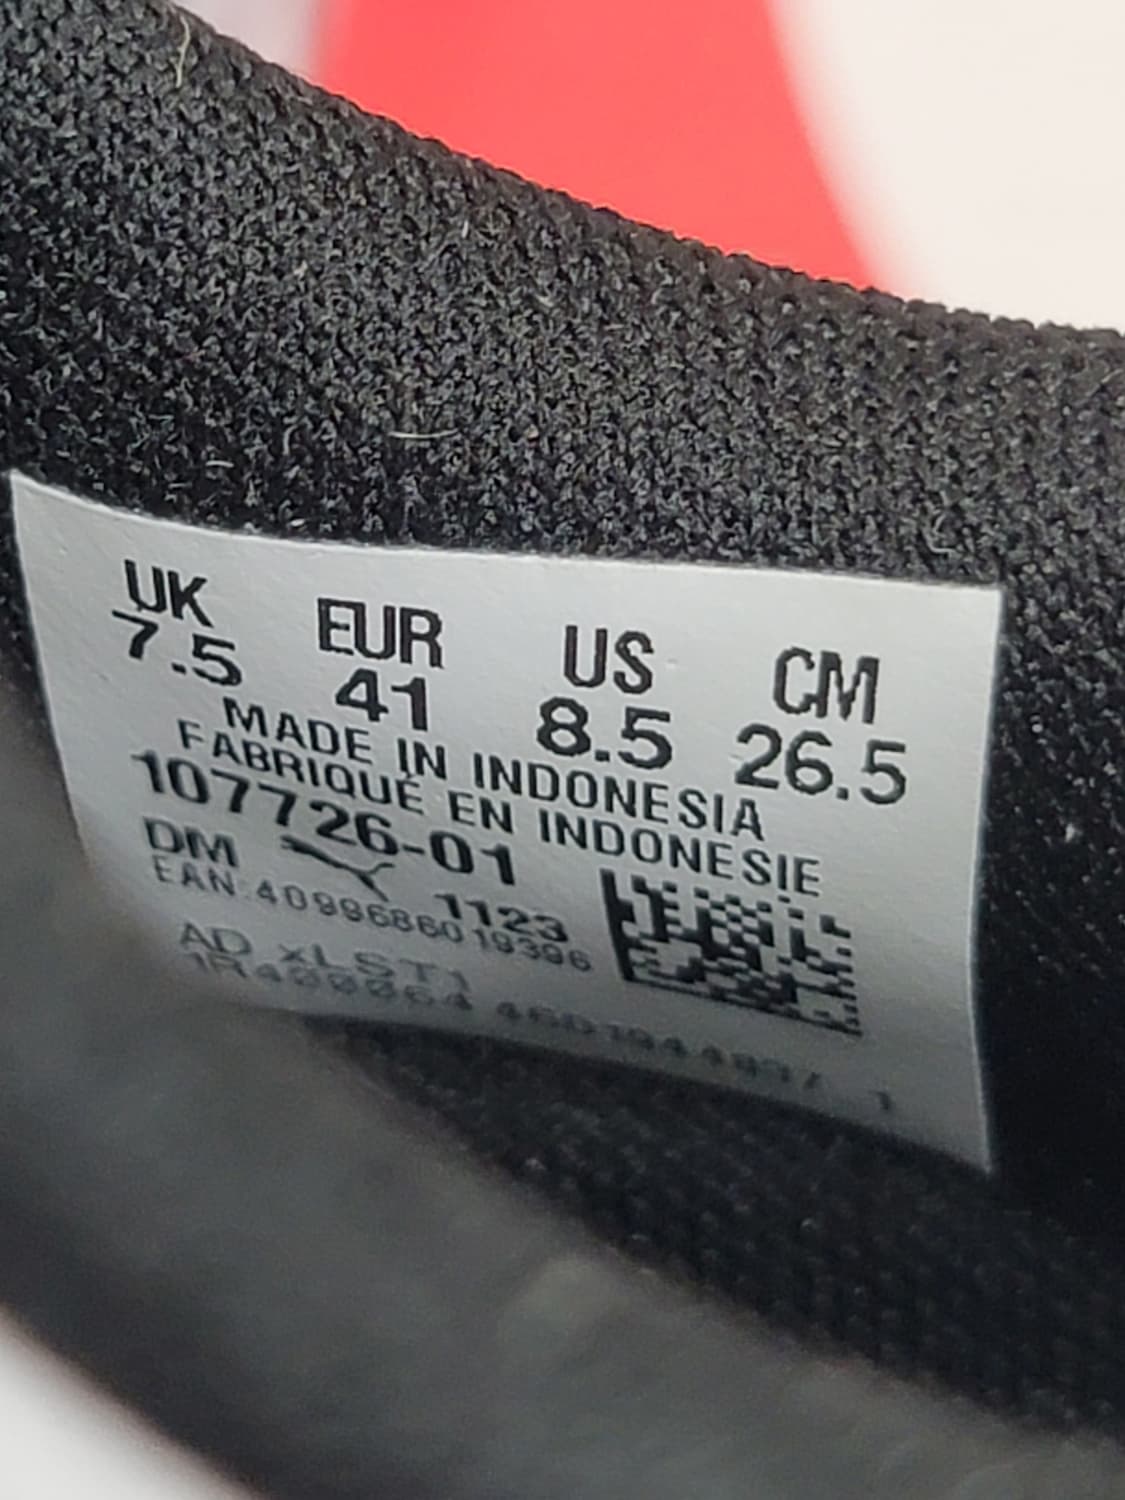 UK EUR US CM
7.5 41 8.5 26.5
MADE IN INDONESIA
FABRIQUÉ EN INDONESIE
107726-01
DM 1123
EAN:4099686019396
AD xLST1